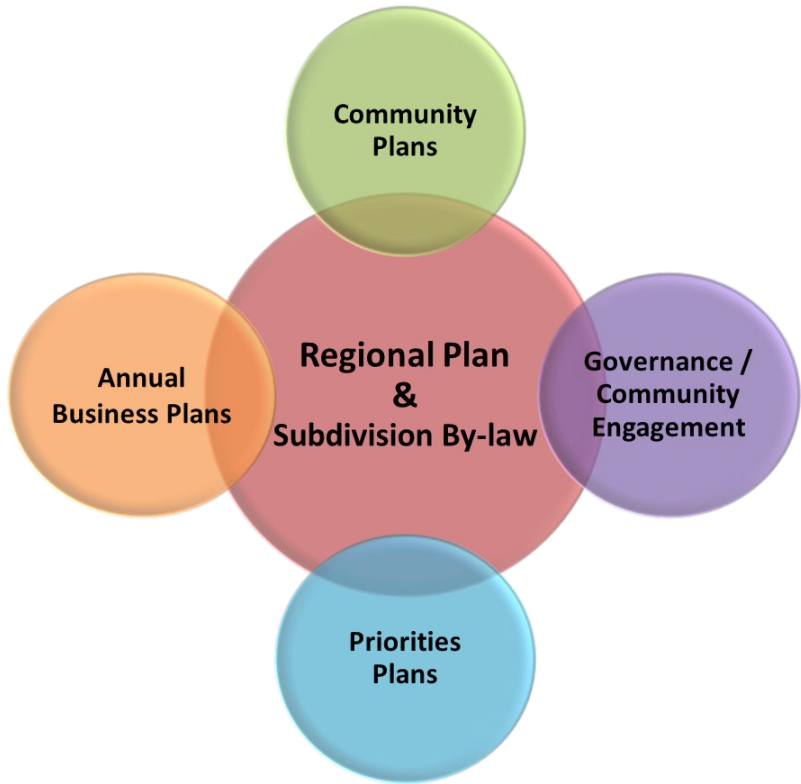 Community
Plans
Annual
Business Plans
Regional Plan
&
Subdivision By-law
Governance /
Community
Engagement
Priorities
Plans